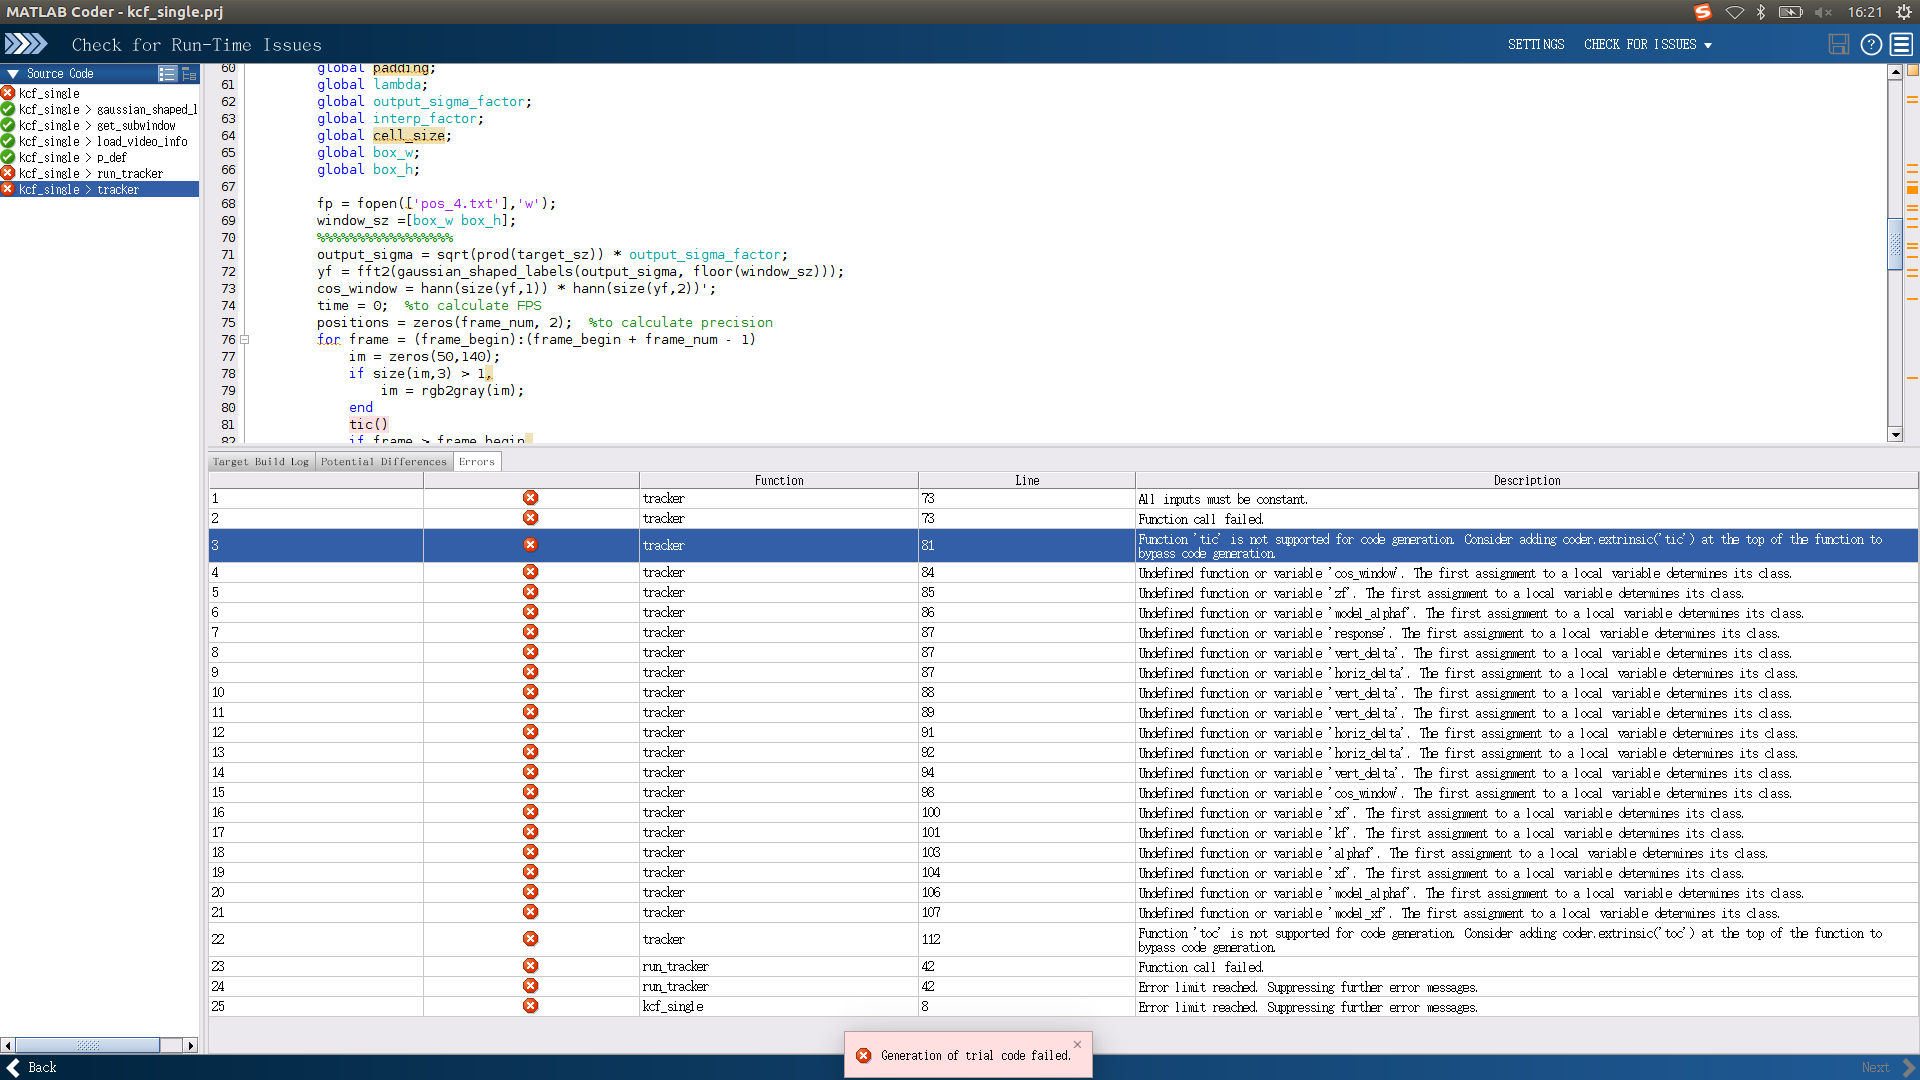 MATLAB Coder - kcf_single.prj
16:21
Check for Run-Time Issues
SETTINGS
CHECK FOR ISSUES
Source Code
kcf_single
kcf_single > gaussian_shaped_l
kcf_single > get_subwindow
kcf_single > load_video_info
kcf_single > p_def
kcf_single > run_tracker
kcf_single > tracker
60 global padding;
61 global lambda;
62 global output_sigma_factor;
63 global interp_factor;
64 global cell_size;
65 global box_w;
66 global box_h;
67
68 fp = fopen(['pos_4.txt'],'w');
69 window_sz =[box_w box_h];
70 %%%%%%%%%%%%%%%%%
71 output_sigma = sqrt(prod(target_sz)) * output_sigma_factor;
72 yf = fft2(gaussian_shaped_labels(output_sigma, floor(window_sz)));
73 cos_window = hann(size(yf,1)) * hann(size(yf,2))';
74 time = 0;  %to calculate FPS
75 positions = zeros(frame_num, 2);  %to calculate precision
76 for frame = (frame_begin):(frame_begin + frame_num - 1)
77 im = zeros(50,140);
78 if size(im,3) > 1,
79 im = rgb2gray(im);
80 end
81 tic()
82 if frame > frame_begin
Target Build Log Potential Differences Errors
Function Line Description
1 tracker 73 All inputs must be constant.
2 tracker 73 Function call failed.
3 tracker 81 Function 'tic' is not supported for code generation. Consider adding coder.extrinsic('tic') at the top of the function to
bypass code generation.
4 tracker 84 Undefined function or variable 'cos_window'. The first assignment to a local variable determines its class.
5 tracker 85 Undefined function or variable 'zf'. The first assignment to a local variable determines its class.
6 tracker 86 Undefined function or variable 'model_alphaf'. The first assignment to a local variable determines its class.
7 tracker 87 Undefined function or variable 'response'. The first assignment to a local variable determines its class.
8 tracker 87 Undefined function or variable 'vert_delta'. The first assignment to a local variable determines its class.
9 tracker 87 Undefined function or variable 'horiz_delta'. The first assignment to a local variable determines its class.
10 tracker 88 Undefined function or variable 'vert_delta'. The first assignment to a local variable determines its class.
11 tracker 89 Undefined function or variable 'vert_delta'. The first assignment to a local variable determines its class.
12 tracker 91 Undefined function or variable 'horiz_delta'. The first assignment to a local variable determines its class.
13 tracker 92 Undefined function or variable 'horiz_delta'. The first assignment to a local variable determines its class.
14 tracker 94 Undefined function or variable 'vert_delta'. The first assignment to a local variable determines its class.
15 tracker 98 Undefined function or variable 'cos_window'. The first assignment to a local variable determines its class.
16 tracker 100 Undefined function or variable 'xf'. The first assignment to a local variable determines its class.
17 tracker 101 Undefined function or variable 'kf'. The first assignment to a local variable determines its class.
18 tracker 103 Undefined function or variable 'alphaf'. The first assignment to a local variable determines its class.
19 tracker 104 Undefined function or variable 'xf'. The first assignment to a local variable determines its class.
20 tracker 106 Undefined function or variable 'model_alphaf'. The first assignment to a local variable determines its class.
21 tracker 107 Undefined function or variable 'model_xf'. The first assignment to a local variable determines its class.
22 tracker 112 Function 'toc' is not supported for code generation. Consider adding coder.extrinsic('toc') at the top of the function to
bypass code generation.
23 run_tracker 42 Function call failed.
24 run_tracker 42 Error limit reached. Suppressing further error messages.
25 kcf_single 8 Error limit reached. Suppressing further error messages.
Generation of trial code failed.
Back
Next